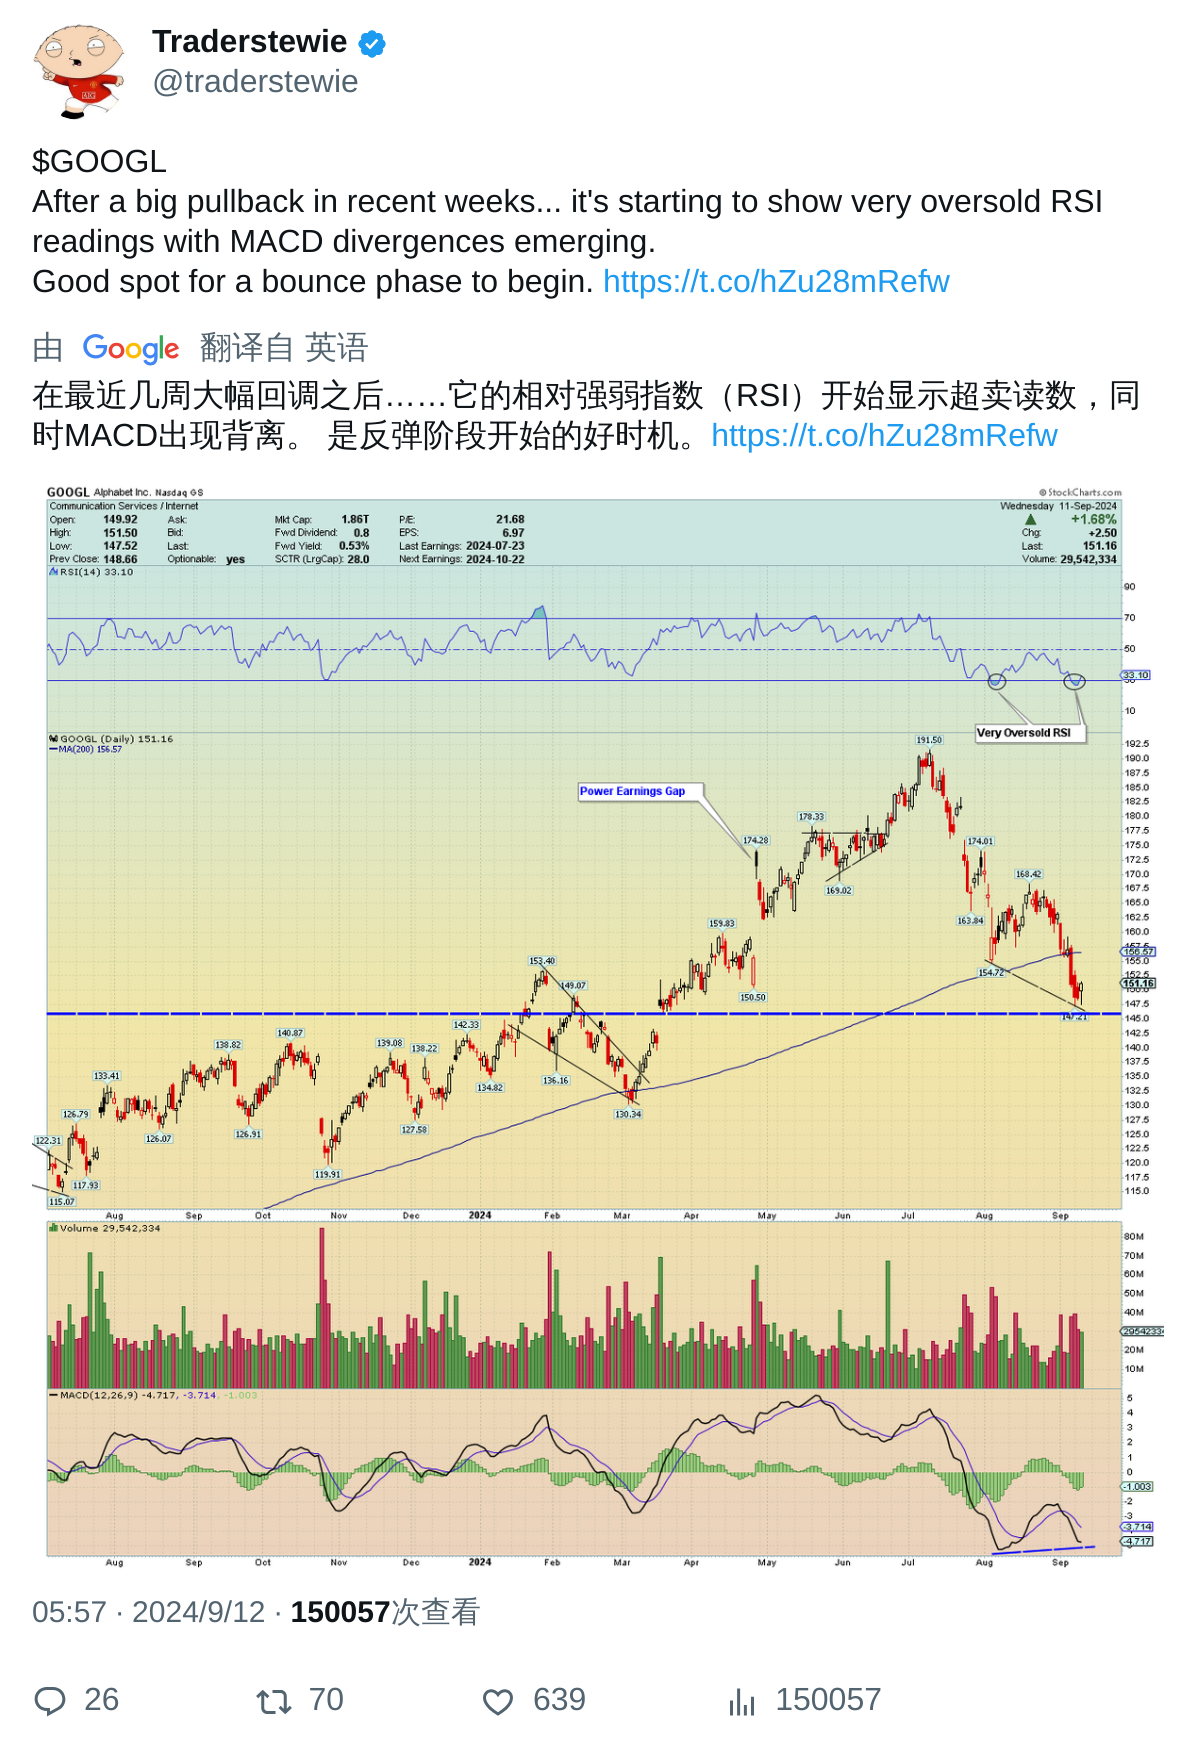 Traderstewie
@traderstewie
$GOOGL
After a big pullback in recent weeks... it's starting to show very oversold RSI
readings with MACD divergences emerging.
Good spot for a bounce phase to begin. https://t.co/hZu28mRefw
由 Google 翻译自 英语
在最近几周大幅回调之后……它的相对强弱指数（RSI）开始显示超卖读数，同
时MACD出现背离。 是反弹阶段开始的好时机。https://t.co/hZu28mRefw
GOOGL Alphabet Inc. Nasdaq GS © StockCharts.com
Communication Services / Internet Wednesday 11-Sep-2024
Open: 149.92 Ask: Mkt Cap: 1.86T P/E: 21.68 +1.68%
High: 151.50 Bid: Fwd Dividend: 0.8 EPS: 6.97 Chg: +2.50
Low: 147.52 Last: Fwd Yield: 0.53% Last Earnings: 2024-07-23 Last: 151.16
Prev Close: 148.66 Optionable: yes SCTR (LrgCap): 28.0 Next Earnings: 2024-10-22 Volume: 29,542,334
RSI(14) 33.10
90
70
50
33.10
30
10
Very Oversold RSI
GOOGL (Daily) 151.16
MA(200) 156.57
191.50
Power Earnings Gap
178.33
174.28
174.01
169.02
168.42
163.84
159.83
154.72
153.40
150.50
149.07
147.21
142.33
140.87
139.08
138.82
138.22
136.16
134.82
133.41
130.34
127.58
126.91
126.79
126.07
122.31
119.91
117.93
115.07
192.5
190.0
187.5
185.0
182.5
180.0
177.5
175.0
172.5
170.0
167.5
165.0
162.5
160.0
157.5
156.57
155.0
152.5
151.16
150.0
147.5
145.0
142.5
140.0
137.5
135.0
132.5
130.0
127.5
125.0
122.5
120.0
117.5
115.0
Aug Sep Oct Nov Dec 2024 Feb Mar Apr May Jun Jul Aug Sep
Volume 29,542,334
80M
70M
60M
50M
40M
29542334
20M
10M
MACD(12,26,9) -4.717, -3.714, -1.003
5
4
3
2
1
0
-1.003
-2
-3
-3.714
-4.717
Aug Sep Oct Nov Dec 2024 Feb Mar Apr May Jun Jul Aug Sep
05:57 · 2024/9/12 · 150057次查看
26 70 639 150057